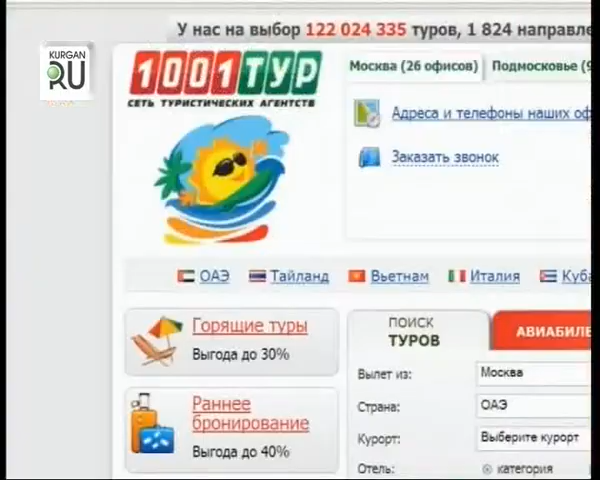 У нас на выбор 122 024 335 туров, 1 824 направле
KURGAN
RU
1001ТУР
СЕТЬ ТУРИСТИЧЕСКИХ АГЕНТСТВ
Москва (26 офисов)
Подмосковье (9
Адреса и телефоны наших оф
Заказать звонок
ОАЭ
Тайланд
Вьетнам
Италия
Куба
Горящие туры
Выгода до 30%
Раннее
бронирование
Выгода до 40%
ПОИСК
ТУРОВ
АВИАБИЛЕ
Вылет из:
Москва
Страна:
ОАЭ
Курорт:
Выберите курорт
Отель:
категория